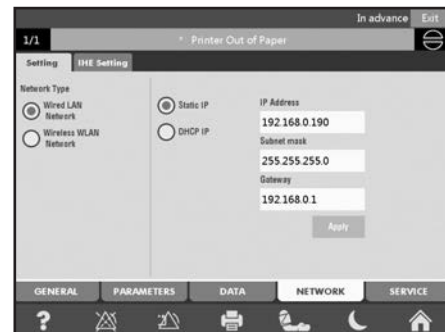 In advance Exit
1/1 * Printer Out of Paper
Setting IHE Setting
Network Type
Wired LAN Network
Wireless WLAN Network
Static IP
DHCP IP
IP Address
192.168.0.190
Subnet mask
255.255.255.0
Gateway
192.168.0.1
Apply
GENERAL PARAMETERS DATA NETWORK SERVICE
?